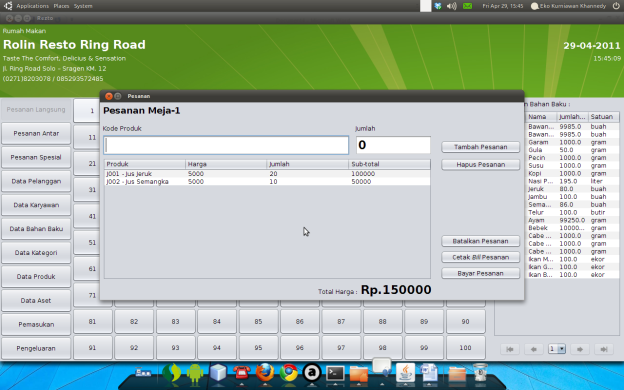 Applications Places System
Fri Apr 29, 15:45 Eko Kurniawan Khannedy
Resto
Rumah Makan
Rolin Resto Ring Road
Taste The Comfort, Delicius & Sensation
Jl. Ring Road Solo - Sragen KM. 12
(0271)8203078 / 085293572485
29-04-2011
15:45:09
Pesanan Langsung
Pesanan Antar
Pesanan Spesial
Data Pelanggan
Data Karyawan
Data Bahan Baku
Data Kategori
Data Produk
Data Aset
Pemasukan
Pengeluaran
1
11
21
31
41
51
61
71
81 82 83 84 85 86 87 88 89 90
91 92 93 94 95 96 97 98 99 100
Pesanan
Pesanan Meja-1
Kode Produk Jumlah
0
Tambah Pesanan
Hapus Pesanan
Produk Harga Jumlah Sub-total
J001 - Jus Jeruk 5000 20 100000
J002 - Jus Semangka 5000 10 50000
Batalkan Pesanan
Cetak Bill Pesanan
Bayar Pesanan
Total Harga : Rp.150000
n Bahan Baku :
Nama Jumlah... Satuan
Bawan... 9985.0 buah
Bawan... 9985.0 buah
Garam 1000.0 gram
Gula 50.0 gram
Pecin 1000.0 gram
Susu 1000.0 gram
Kopi 1000.0 gram
Nasi P... 195.0 liter
Jeruk 80.0 buah
Jambu 100.0 buah
Sema... 86.0 buah
Telur 100.0 butir
Ayam 99250.0 gram
Bebek 10000... gram
Cabe ... 1000.0 gram
Cabe ... 1000.0 gram
Ikan M... 100.0 ekor
Ikan G... 100.0 ekor
Ikan B... 100.0 ekor
1